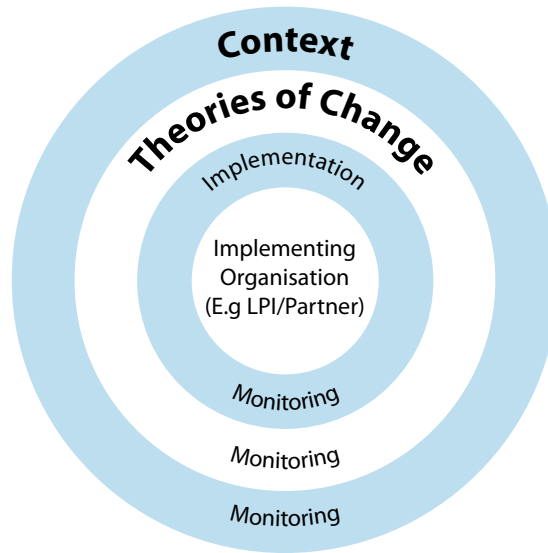 Context
Theories of Change
Implementation
Implementing
Organisation
(E.g LPI/Partner)
Monitoring
Monitoring
Monitoring